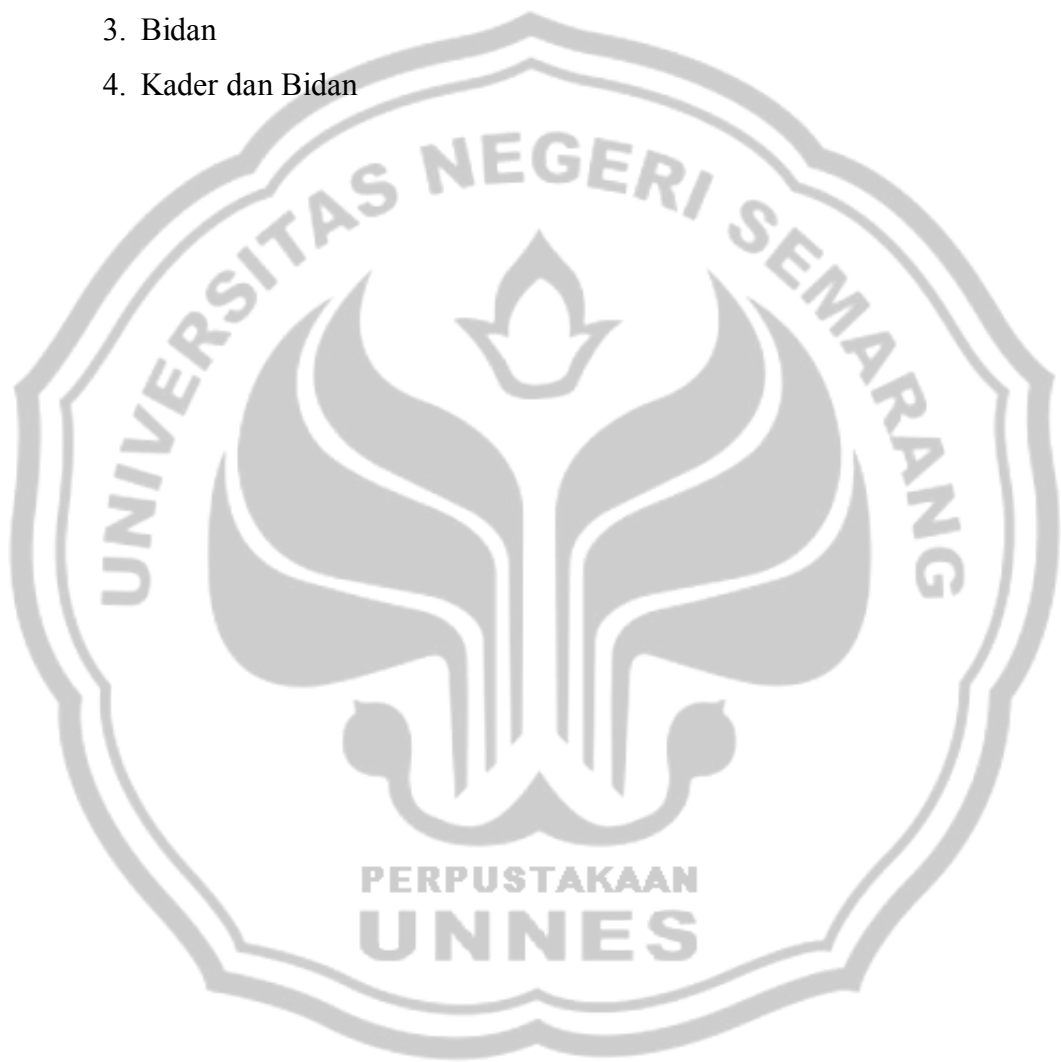 3. Bidan
4. Kader dan Bidan
UNIVERSITAS NEGERI SEMARANG
PERPUSTAKAAN
UNNES